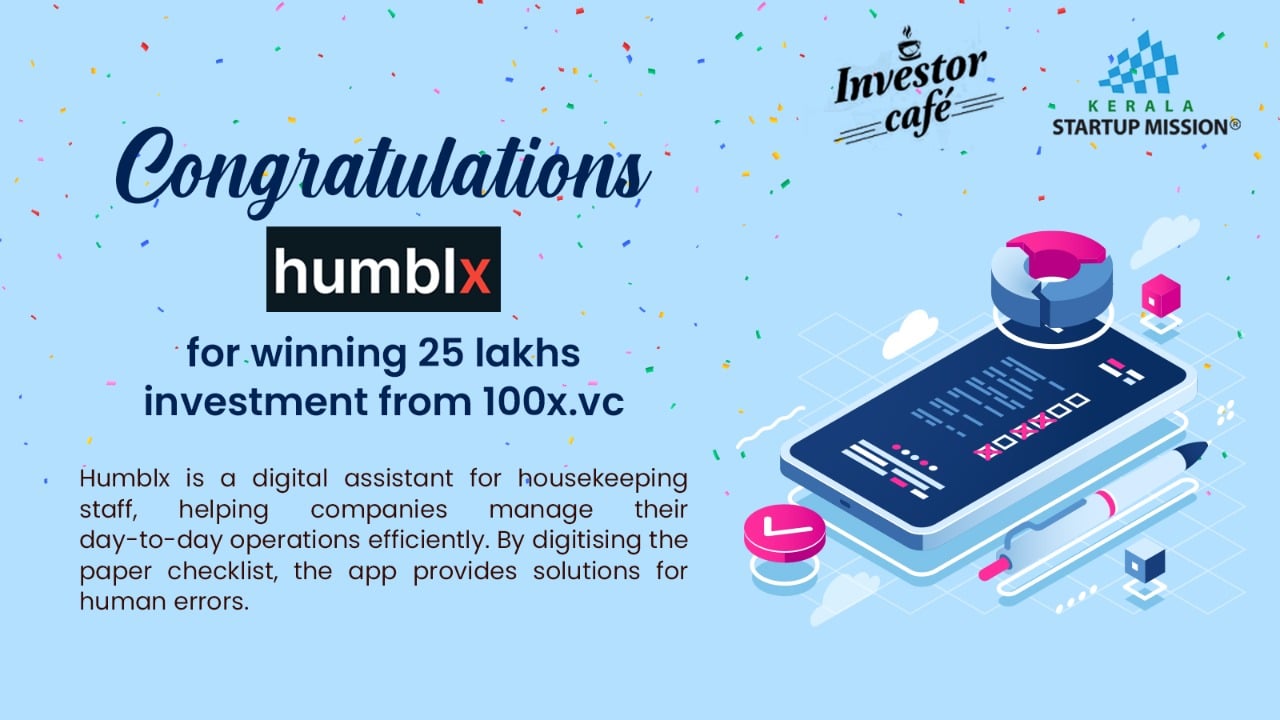 Investor
café
KERALA
STARTUP MISSION®
Congratulations
humblx
for winning 25 lakhs
investment from 100x.vc
Humblx is a digital assistant for housekeeping
staff, helping companies manage their
day-to-day operations efficiently. By digitising the
paper checklist, the app provides solutions for
human errors.